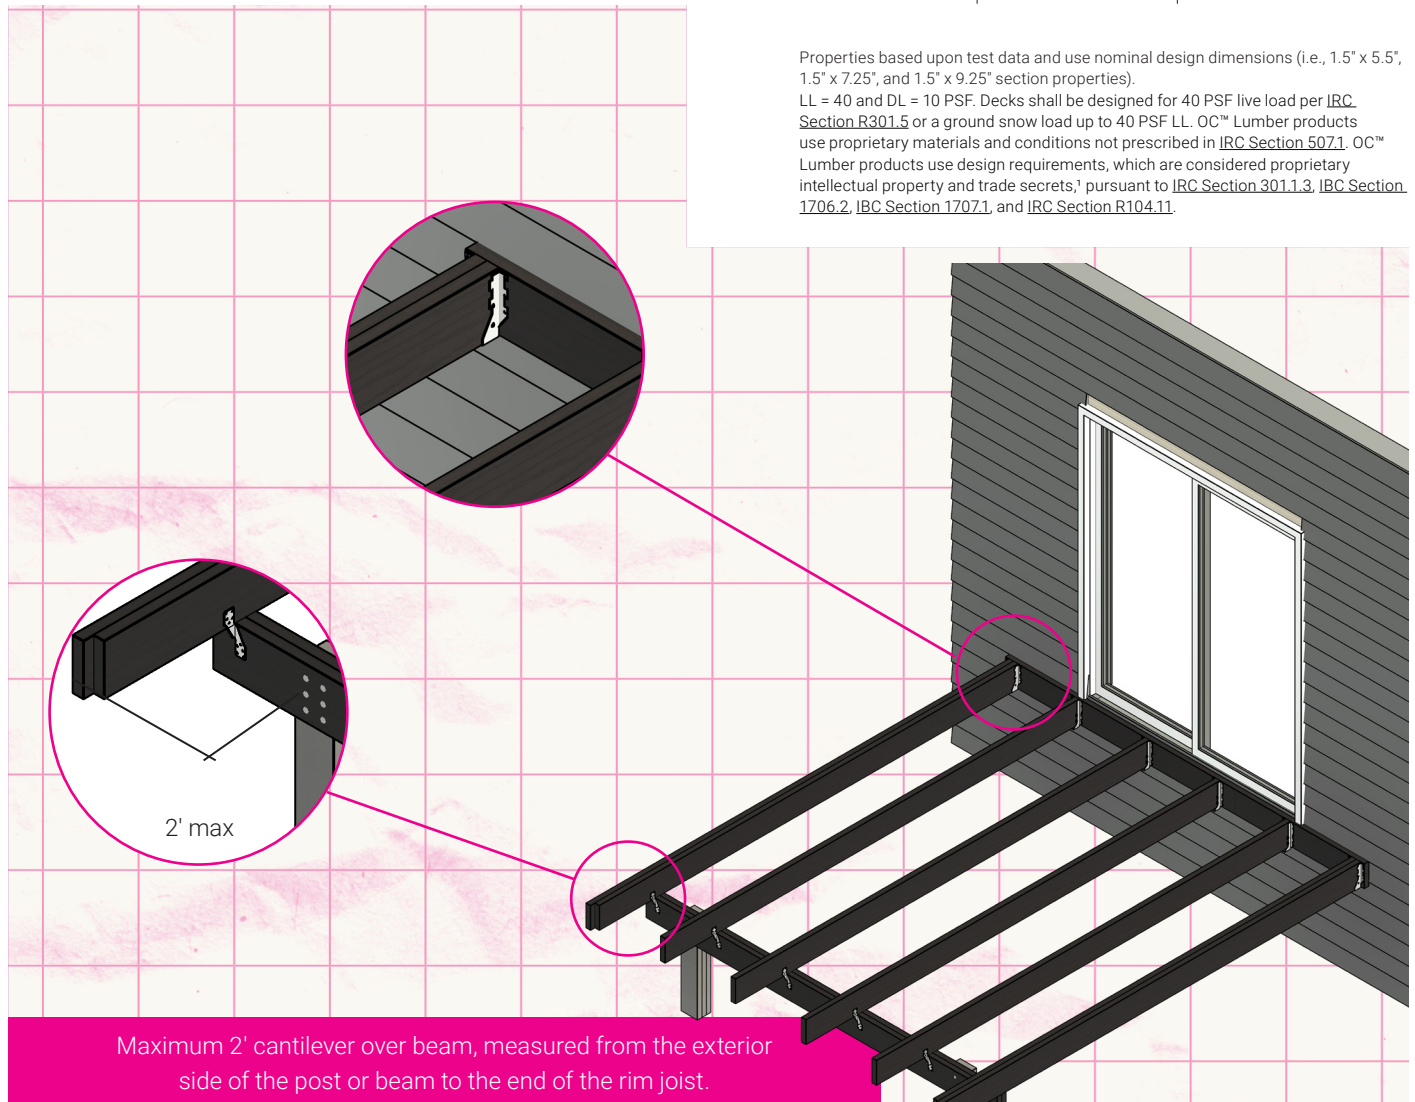 Properties based upon test data and use nominal design dimensions (i.e., 1.5" x 5.5",
1.5" x 7.25", and 1.5" x 9.25" section properties).
LL = 40 and DL = 10 PSF. Decks shall be designed for 40 PSF live load per IRC
Section R301.5 or a ground snow load up to 40 PSF LL. OC™ Lumber products
use proprietary materials and conditions not prescribed in IRC Section 507.1. OC™
Lumber products use design requirements, which are considered proprietary
intellectual property and trade secrets,¹ pursuant to IRC Section 301.1.3, IBC Section
1706.2, IBC Section 1707.1, and IRC Section R104.11.
2' max
Maximum 2' cantilever over beam, measured from the exterior
side of the post or beam to the end of the rim joist.